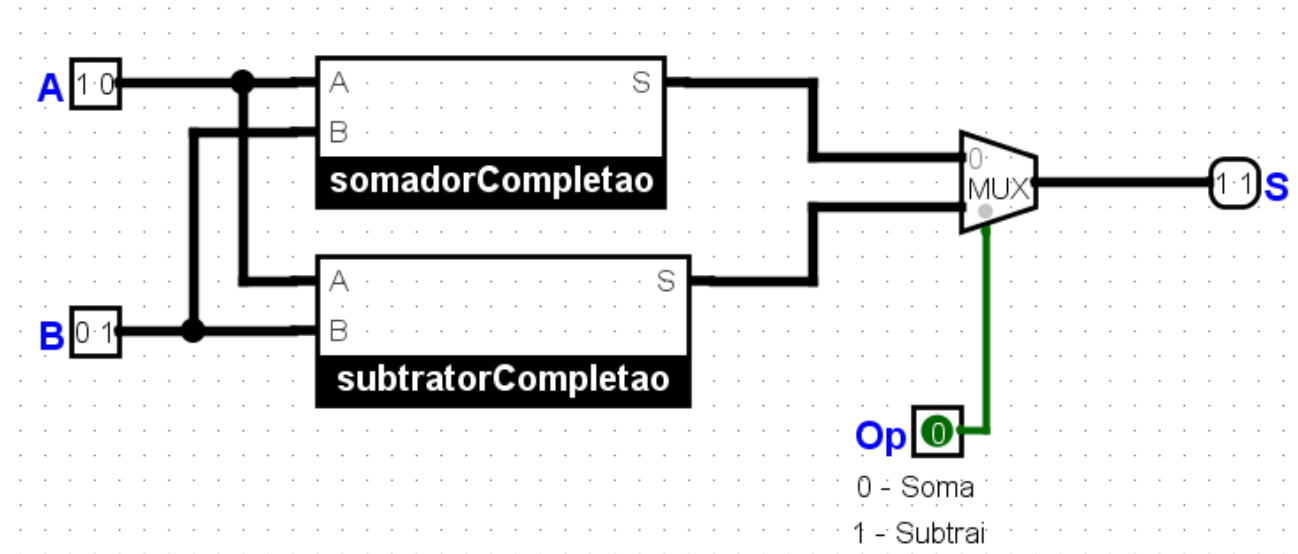 A 1 0
A S
B
somadorCompletao
0
MUX
1 1 S
A S
B 0 1
B
subtratorCompletao
Op 0
0 - Soma
1 - Subtrai